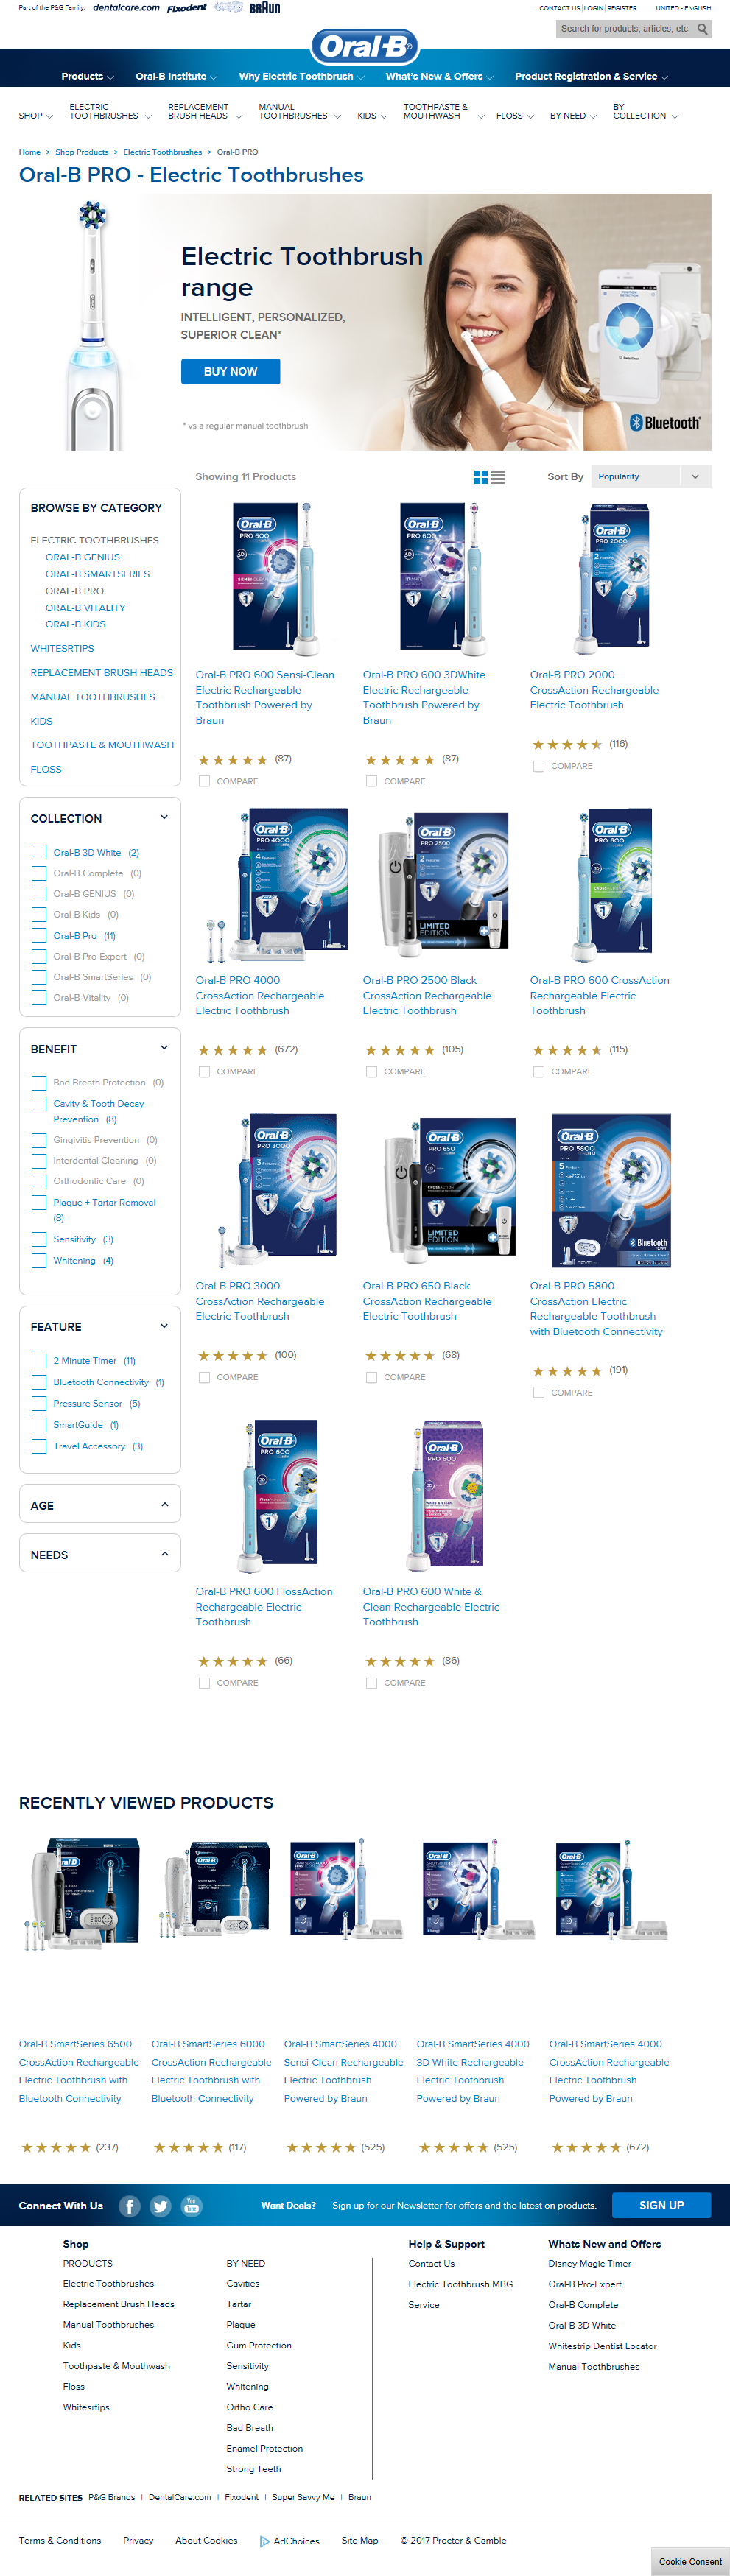 Part of the P&G Family: dentalcare.com Fixodent BRAUN
CONTACT US | LOGIN | REGISTER UNITED - ENGLISH
Search for products, articles, etc.
Oral-B®
Products Oral-B Institute Why Electric Toothbrush What's New & Offers Product Registration & Service
SHOP ELECTRIC TOOTHBRUSHES REPLACEMENT BRUSH HEADS MANUAL TOOTHBRUSHES KIDS TOOTHPASTE & MOUTHWASH FLOSS BY NEED BY COLLECTION
Home > Shop Products > Electric Toothbrushes > Oral-B PRO
Oral-B PRO - Electric Toothbrushes
Electric Toothbrush
range
INTELLIGENT, PERSONALIZED,
SUPERIOR CLEAN*
BUY NOW
* vs a regular manual toothbrush
Bluetooth®
Showing 11 Products
Sort By Popularity
BROWSE BY CATEGORY
ELECTRIC TOOTHBRUSHES
ORAL-B GENIUS
ORAL-B SMARTSERIES
ORAL-B PRO
ORAL-B VITALITY
ORAL-B KIDS
WHITESRTIPS
REPLACEMENT BRUSH HEADS
MANUAL TOOTHBRUSHES
KIDS
TOOTHPASTE & MOUTHWASH
FLOSS
COLLECTION
Oral-B 3D White (2)
Oral-B Complete (0)
Oral-B GENIUS (0)
Oral-B Kids (0)
Oral-B Pro (11)
Oral-B Pro-Expert (0)
Oral-B SmartSeries (0)
Oral-B Vitality (0)
BENEFIT
Bad Breath Protection (0)
Cavity & Tooth Decay
Prevention (8)
Gingivitis Prevention (0)
Interdental Cleaning (0)
Orthodontic Care (0)
Plaque + Tartar Removal
(8)
Sensitivity (3)
Whitening (4)
FEATURE
2 Minute Timer (11)
Bluetooth Connectivity (1)
Pressure Sensor (5)
SmartGuide (1)
Travel Accessory (3)
AGE
NEEDS
Oral-B PRO 600 Sensi-Clean
Electric Rechargeable
Toothbrush Powered by
Braun
(87)
COMPARE
Oral-B PRO 600 3DWhite
Electric Rechargeable
Toothbrush Powered by
Braun
(87)
COMPARE
Oral-B PRO 2000
CrossAction Rechargeable
Electric Toothbrush
(116)
COMPARE
Oral-B PRO 4000
CrossAction Rechargeable
Electric Toothbrush
(672)
COMPARE
LIMITED
EDITION
Oral-B PRO 2500 Black
CrossAction Rechargeable
Electric Toothbrush
(105)
COMPARE
Oral-B PRO 600 CrossAction
Rechargeable Electric
Toothbrush
(115)
COMPARE
Oral-B PRO 3000
CrossAction Rechargeable
Electric Toothbrush
(100)
COMPARE
LIMITED
EDITION
Oral-B PRO 650 Black
CrossAction Rechargeable
Electric Toothbrush
(68)
COMPARE
Oral-B PRO 5800
CrossAction Electric
Rechargeable Toothbrush
with Bluetooth Connectivity
(191)
COMPARE
Oral-B PRO 600 FlossAction
Rechargeable Electric
Toothbrush
(66)
COMPARE
Oral-B PRO 600 White &
Clean Rechargeable Electric
Toothbrush
(86)
COMPARE
RECENTLY VIEWED PRODUCTS
Oral-B SmartSeries 6500
CrossAction Rechargeable
Electric Toothbrush with
Bluetooth Connectivity
(237)
Oral-B SmartSeries 6000
CrossAction Rechargeable
Electric Toothbrush with
Bluetooth Connectivity
(117)
Oral-B SmartSeries 4000
Sensi-Clean Rechargeable
Electric Toothbrush
Powered by Braun
(525)
Oral-B SmartSeries 4000
3D White Rechargeable
Electric Toothbrush
Powered by Braun
(525)
Oral-B SmartSeries 4000
CrossAction Rechargeable
Electric Toothbrush
Powered by Braun
(672)
Connect With Us
Want Deals? Sign up for our Newsletter for offers and the latest on products. SIGN UP
Shop
PRODUCTS
Electric Toothbrushes
Replacement Brush Heads
Manual Toothbrushes
Kids
Toothpaste & Mouthwash
Floss
Whitesrtips
BY NEED
Cavities
Tartar
Plaque
Gum Protection
Sensitivity
Whitening
Ortho Care
Bad Breath
Enamel Protection
Strong Teeth
Help & Support
Contact Us
Electric Toothbrush MBG
Service
Whats New and Offers
Disney Magic Timer
Oral-B Pro-Expert
Oral-B Complete
Oral-B 3D White
Whitestrip Dentist Locator
Manual Toothbrushes
RELATED SITES P&G Brands | DentalCare.com | Fixodent | Super Savvy Me | Braun
Terms & Conditions Privacy About Cookies AdChoices Site Map © 2017 Procter & Gamble
Cookie Consent